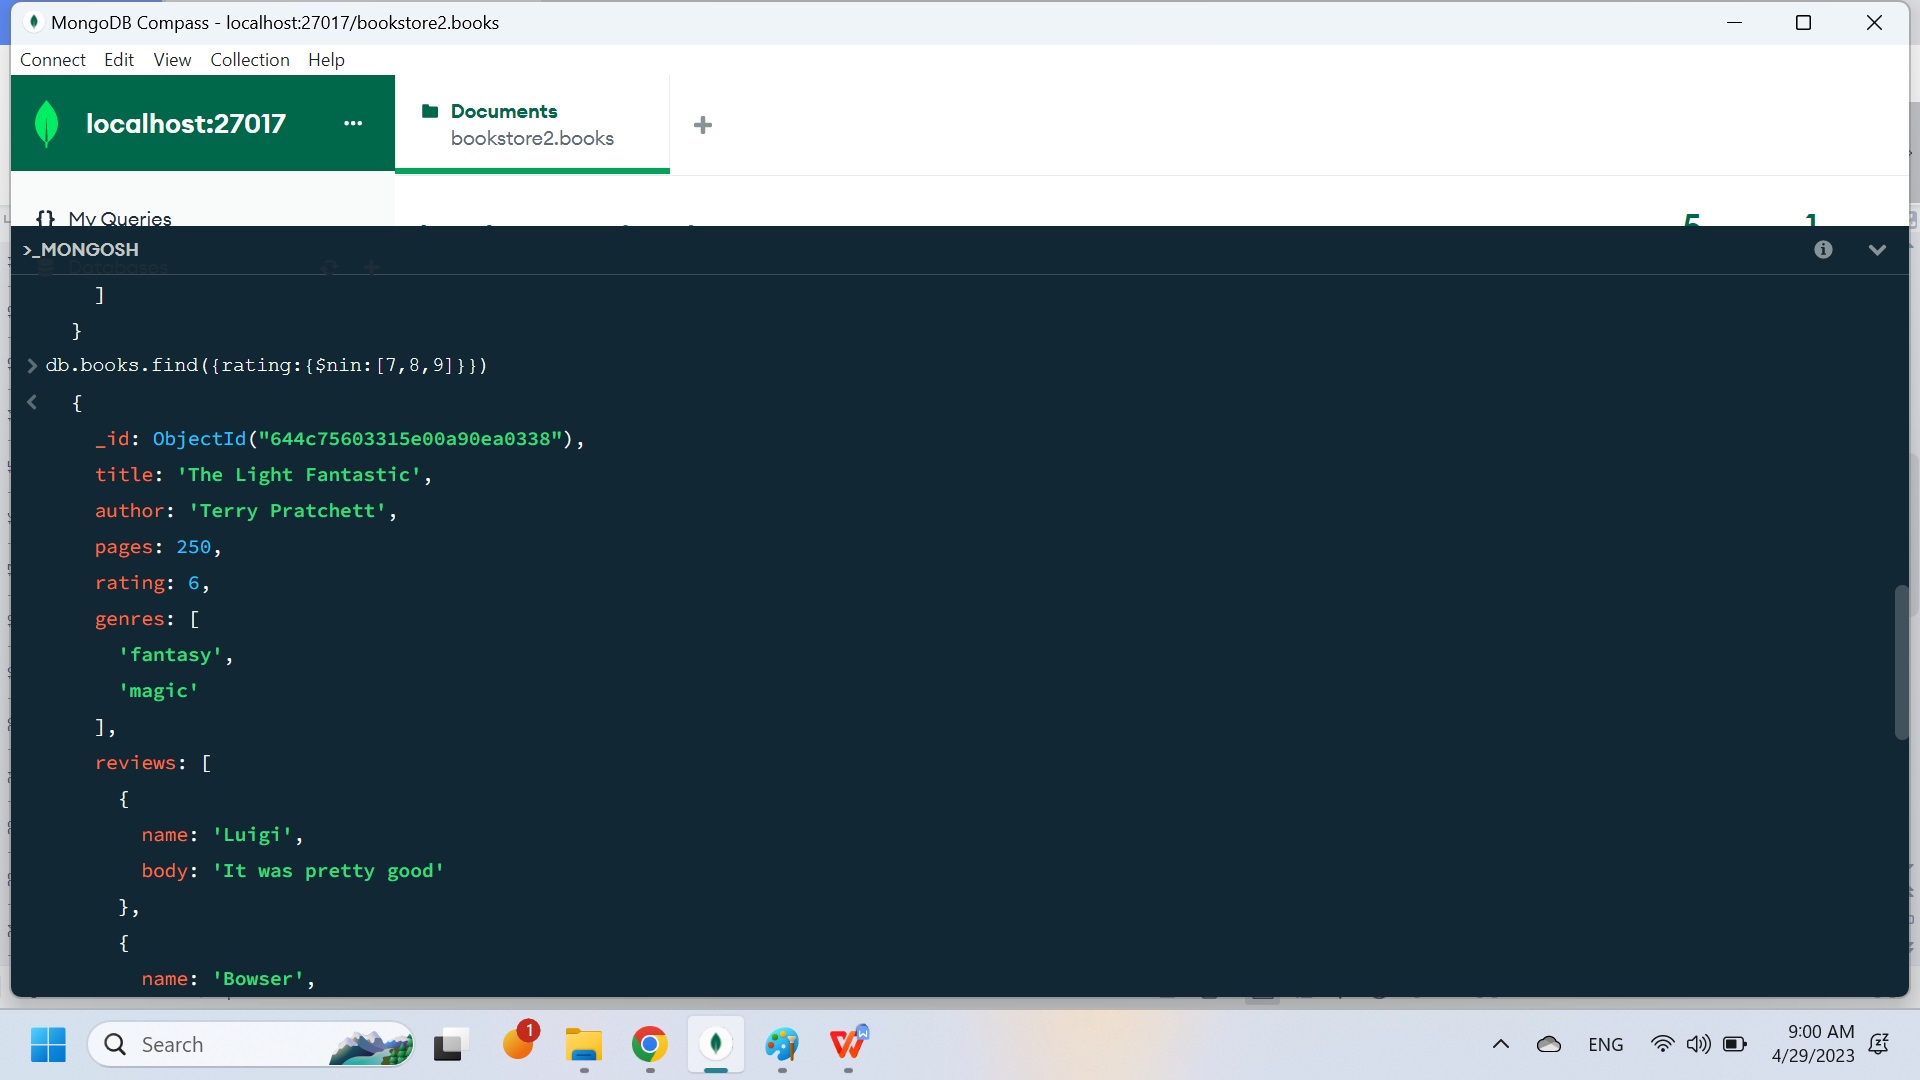 MongoDB Compass - localhost:27017/bookstore2.books
Connect Edit View Collection Help
localhost:27017 ...
Documents
bookstore2.books
{} My Queries
5 1
>_MONGOSH
Databases
]
}
> db.books.find({rating:{$nin:[7,8,9]}})
< {
_id: ObjectId("644c75603315e00a90ea0338"),
title: 'The Light Fantastic',
author: 'Terry Pratchett',
pages: 250,
rating: 6,
genres: [
'fantasy',
'magic'
],
reviews: [
{
name: 'Luigi',
body: 'It was pretty good'
},
{
name: 'Bowser',
1
Search
ENG
9:00 AM
4/29/2023